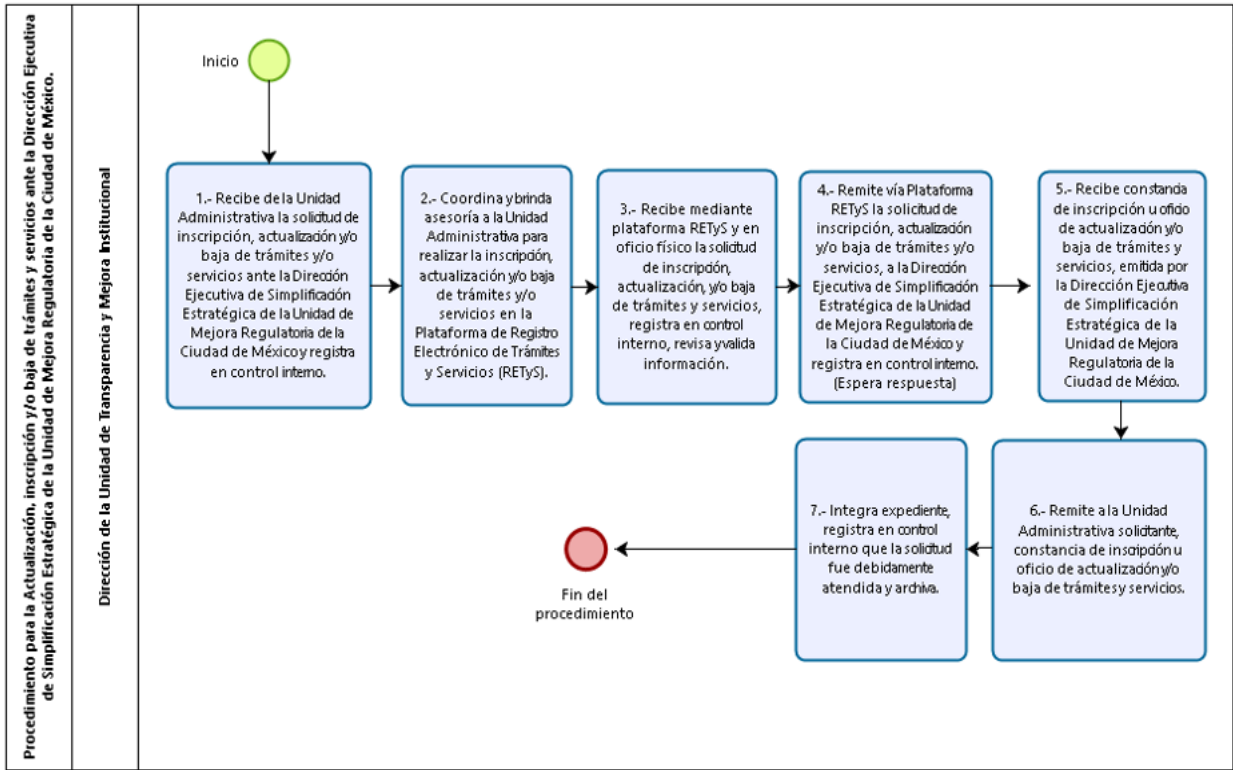 Procedimiento para la Actualización, inscripción y/o baja de trámites y servicios ante la Dirección Ejecutiva
de Simplificación Estratégica de la Unidad de Mejora Regulatoria de la Ciudad de México.
Dirección de la Unidad de Transparencia y Mejora Institucional
Inicio
1.- Recibe de la Unidad
Administrativa la solicitud de
inscripción, actualización y/o
baja de trámites y/o
servicios ante la Dirección
Ejecutiva de Simplificación
Estratégica de la Unidad de
Mejora Regulatoria de la
Ciudad de México y registra
en control interno.
2.- Coordina y brinda
asesoría a la Unidad
Administrativa para
realizar la inscripción,
actualización y/o baja
de trámites y/o
servicios en la
Plataforma de Registro
Electrónico de Trámites
y Servicios (RETyS).
3.- Recibe mediante
plataforma RETyS y en
oficio físico la solicitud
de inscripción,
actualización, y/o baja
de trámites y servicios,
registra en control
interno, revisa y valida
información.
4.- Remite vía Plataforma
RETyS la solicitud de
inscripción, actualización
y/o baja de trámites y/o
servicios, a la Dirección
Ejecutiva de Simplificación
Estratégica de la Unidad
de Mejora Regulatoria de
la Ciudad de México y
registra en control interno.
(Espera respuesta)
5.- Recibe constancia
de inscripción u oficio
de actualización y/o
baja de trámites y
servicios, emitida por
la Dirección Ejecutiva
de Simplificación
Estratégica de la
Unidad de Mejora
Regulatoria de la
Ciudad de México.
6.- Remite a la Unidad
Administrativa solicitante,
constancia de inscripción u
oficio de actualización y/o
baja de trámites y servicios.
7.- Integra expediente,
registra en control
interno que la solicitud
fue debidamente
atendida y archiva.
Fin del
procedimiento